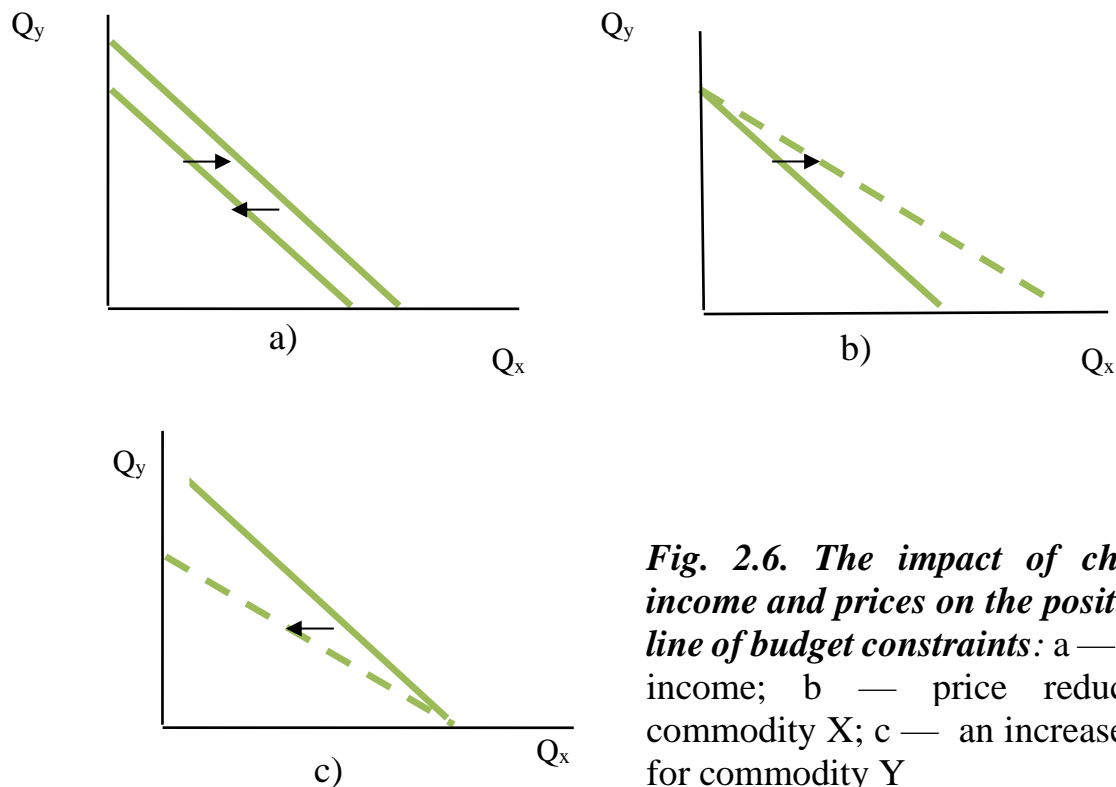 Qy
Qy
a)
Qx
b)
Qx
Qy
Qx
c)
Fig. 2.6. The impact of ch
income and prices on the posit
line of budget constraints: a —
income; b — price reduc
commodity X; c — an increase
for commodity Y